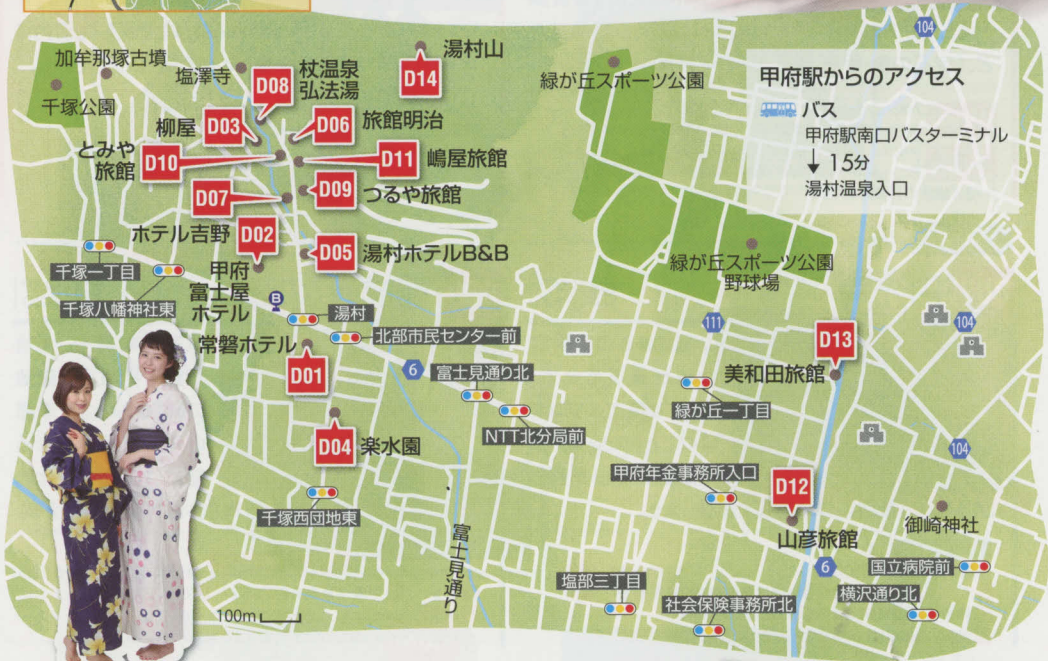 104
加牟那塚古墳
千塚公園
塩澤寺
D08
杖温泉
弘法湯
D14
湯村山
緑が丘スポーツ公園
甲府駅からのアクセス
バス
甲府駅南口バスターミナル
↓ 15分
湯村温泉入口
柳屋
D03
D06
旅館明治
とみや
旅館
D10
D11
嶋屋旅館
D07
D09
つるや旅館
ホテル吉野
D02
甲府
富士屋
ホテル
D05
湯村ホテルB&B
緑が丘スポーツ公園
野球場
千塚一丁目
千塚八幡神社東
B
湯村
北部市民センター前
常磐ホテル
D01
6
富士見通り北
NTT北分局前
111
104
D13
美和田旅館
緑が丘一丁目
D04
楽水園
千塚西団地東
甲府年金事務所入口
D12
山彦旅館
104
御崎神社
富士見通り
塩部三丁目
社会保険事務所北
6
国立病院前
横沢通り北
100m